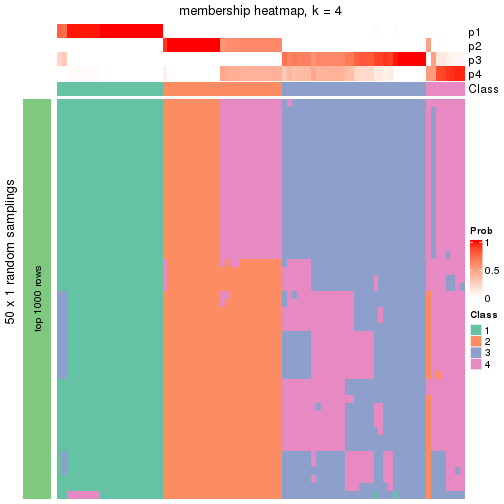 membership heatmap, k = 4
p1
p2
p3
p4
Class
50 x 1 random samplings
top 1000 rows
Prob
1
0.5
0
Class
1
2
3
4